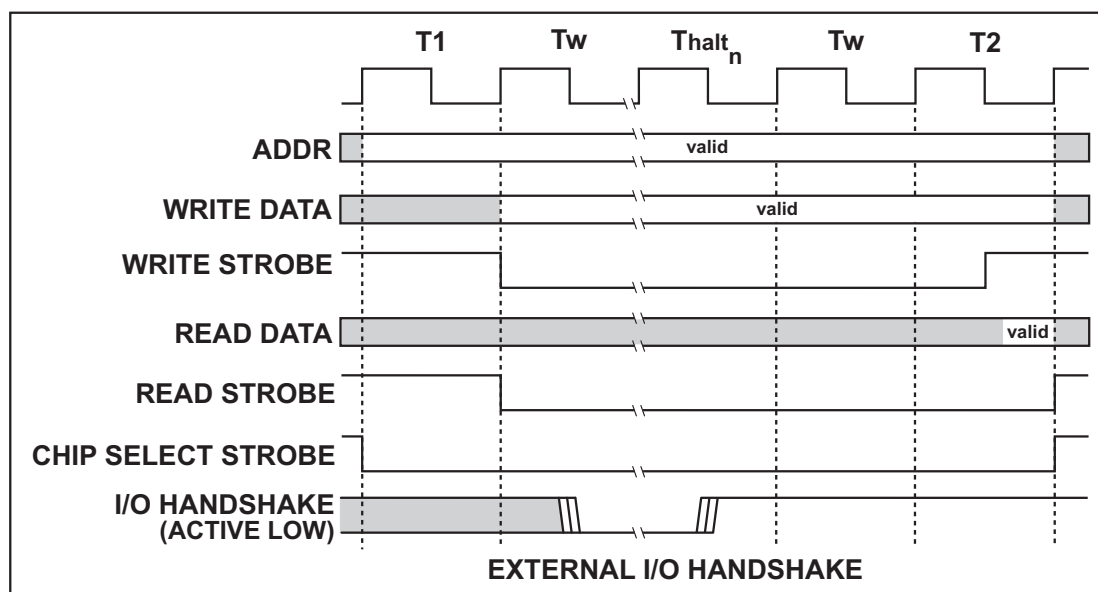 T1 Tw Thaltn Tw T2
ADDR valid
WRITE DATA valid
WRITE STROBE
READ DATA valid
READ STROBE
CHIP SELECT STROBE
I/O HANDSHAKE
(ACTIVE LOW)
EXTERNAL I/O HANDSHAKE